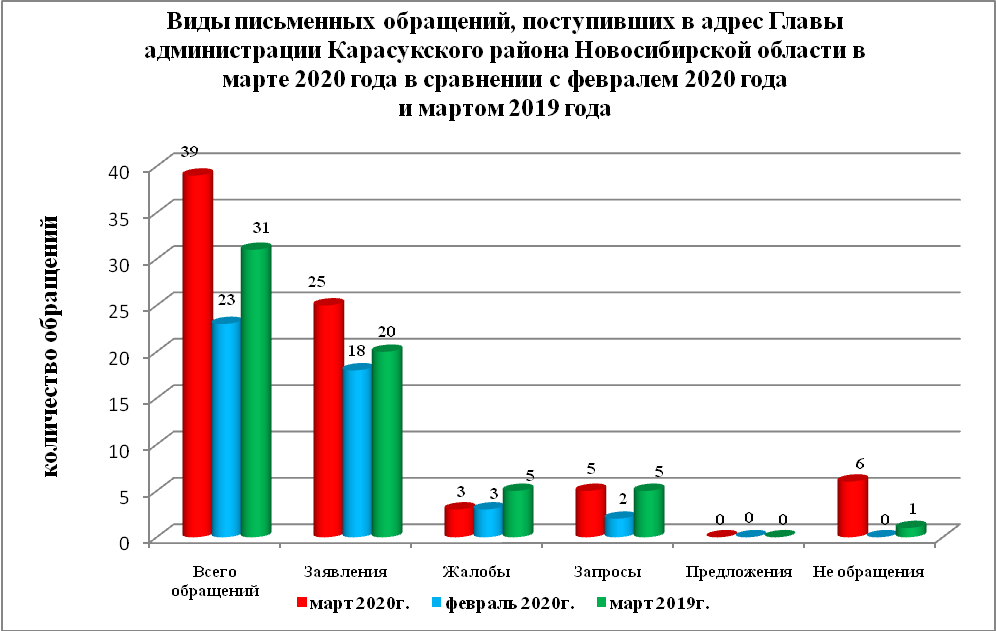 Виды письменных обращений, поступивших в адрес Главы
администрации Карасукского района Новосибирской области в
марте 2020 года в сравнении с февралем 2020 года
и мартом 2019 года
количество обращений
40
35
30
25
20
15
10
5
0
39
23
31
25
18
20
3
3
5
5
2
5
0
0
0
6
0
1
Всего
обращений
Заявления
Жалобы
Запросы
Предложения
Не обращения
март 2020г.
февраль 2020г.
март 2019г.